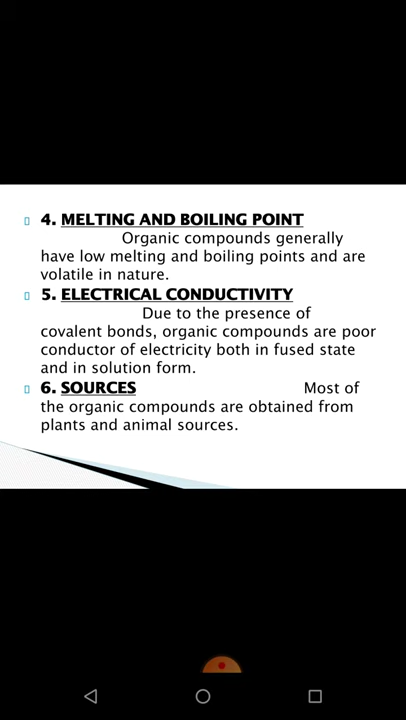 4. MELTING AND BOILING POINT
Organic compounds generally
have low melting and boiling points and are
volatile in nature.
5. ELECTRICAL CONDUCTIVITY
Due to the presence of
covalent bonds, organic compounds are poor
conductor of electricity both in fused state
and in solution form.
6. SOURCES Most of
the organic compounds are obtained from
plants and animal sources.